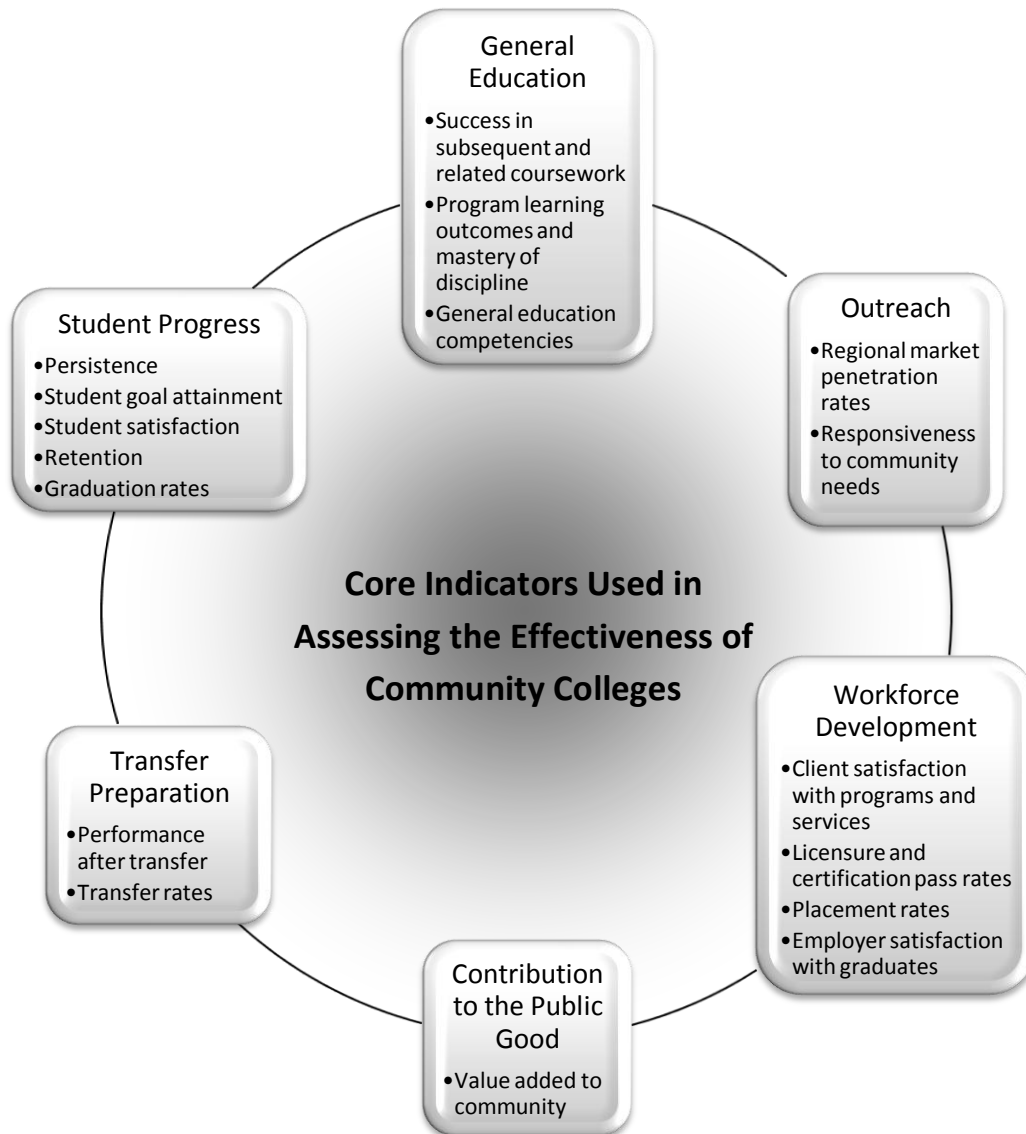 General
Education
•Success in
subsequent and
related coursework
•Program learning
outcomes and
mastery of
discipline
•General education
competencies
Outreach
•Regional market
penetration
rates
•Responsiveness
to community
needs
Workforce
Development
•Client satisfaction
with programs and
services
•Licensure and
certification pass rates
•Placement rates
•Employer satisfaction
with graduates
Contribution
to the Public
Good
•Value added to
community
Transfer
Preparation
•Performance
after transfer
•Transfer rates
Student Progress
•Persistence
•Student goal attainment
•Student satisfaction
•Retention
•Graduation rates
Core Indicators Used in
Assessing the Effectiveness of
Community Colleges